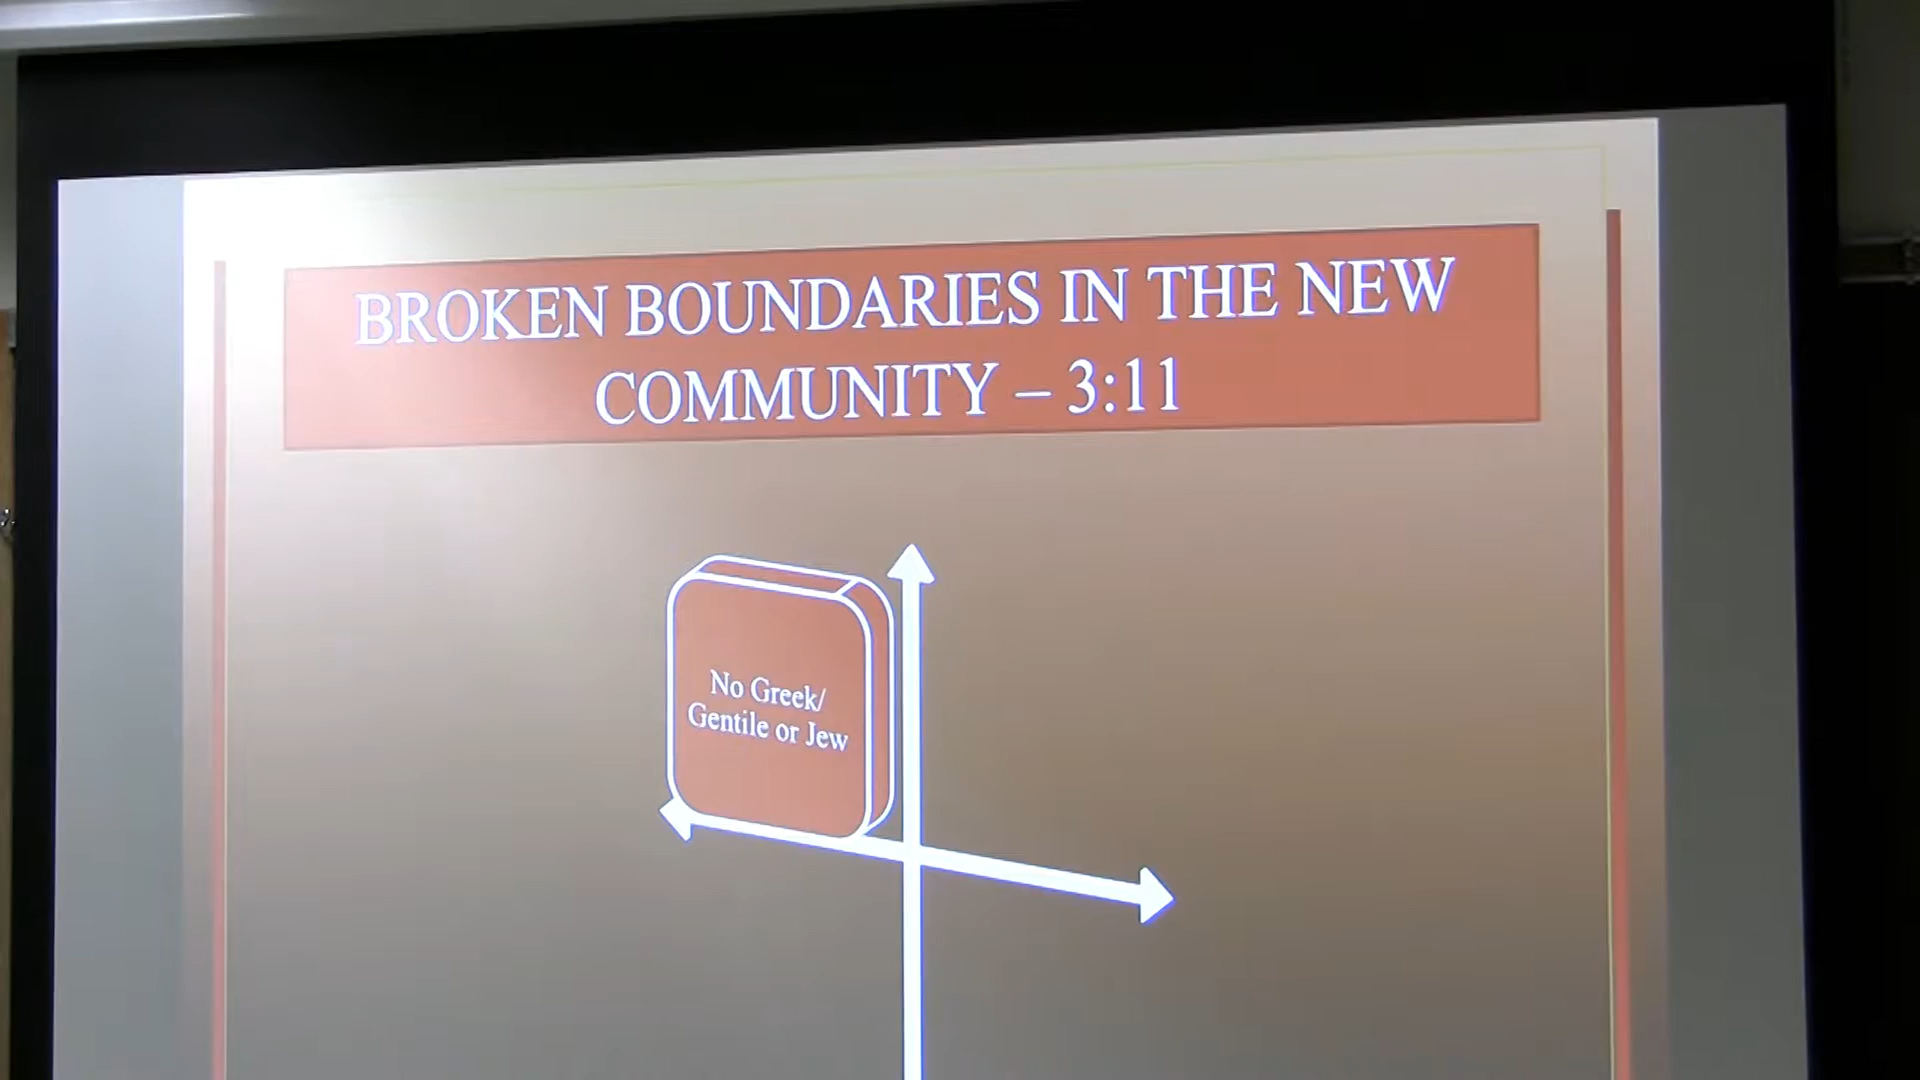 BROKEN BOUNDARIES IN THE NEW
COMMUNITY – 3:11
No Greek/
Gentile or Jew